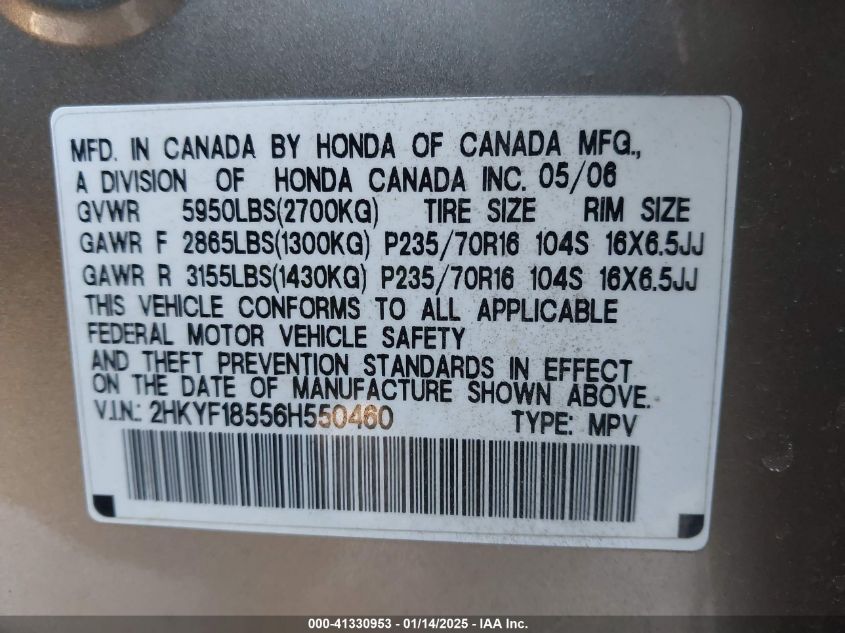 MFD. IN CANADA BY HONDA OF CANADA MFG.,
A DIVISION OF HONDA CANADA INC. 05/06
GVWR 5950LBS(2700KG) TIRE SIZE RIM SIZE
GAWR F 2865LBS(1300KG) P235/70R16 104S 16X6.5JJ
GAWR R 3155LBS(1430KG) P235/70R16 104S 16X6.5JJ
THIS VEHICLE CONFORMS TO ALL APPLICABLE
FEDERAL MOTOR VEHICLE SAFETY
AND THEFT PREVENTION STANDARDS IN EFFECT
ON THE DATE OF MANUFACTURE SHOWN ABOVE.
V.I.N.: 2HKYF18556H550460 TYPE: MPV
000-41330953 - 01/14/2025 - IAA Inc.